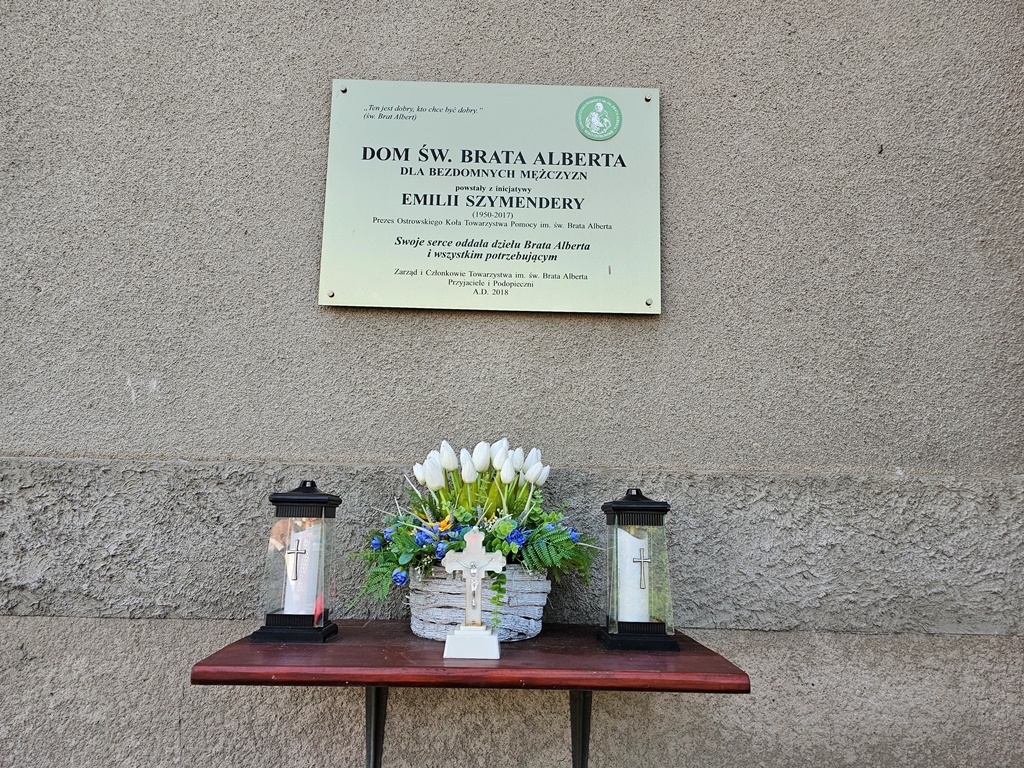 „Ten jest dobry, kto chce być dobry.”
(św. Brat Albert)
DOM ŚW. BRATA ALBERTA
DLA BEZDOMNYCH MĘŻCZYZN
powstały z inicjatywy
EMILII SZYMENDERY
(1950-2017)
Prezes Ostrowskiego Koła Towarzystwa Pomocy im. św. Brata Alberta
Swoje serce oddała dziełu Brata Alberta
i wszystkim potrzebującym
Zarząd i Członkowie Towarzystwa im. św. Brata Alberta
Przyjaciele i Podopieczni
A.D. 2018